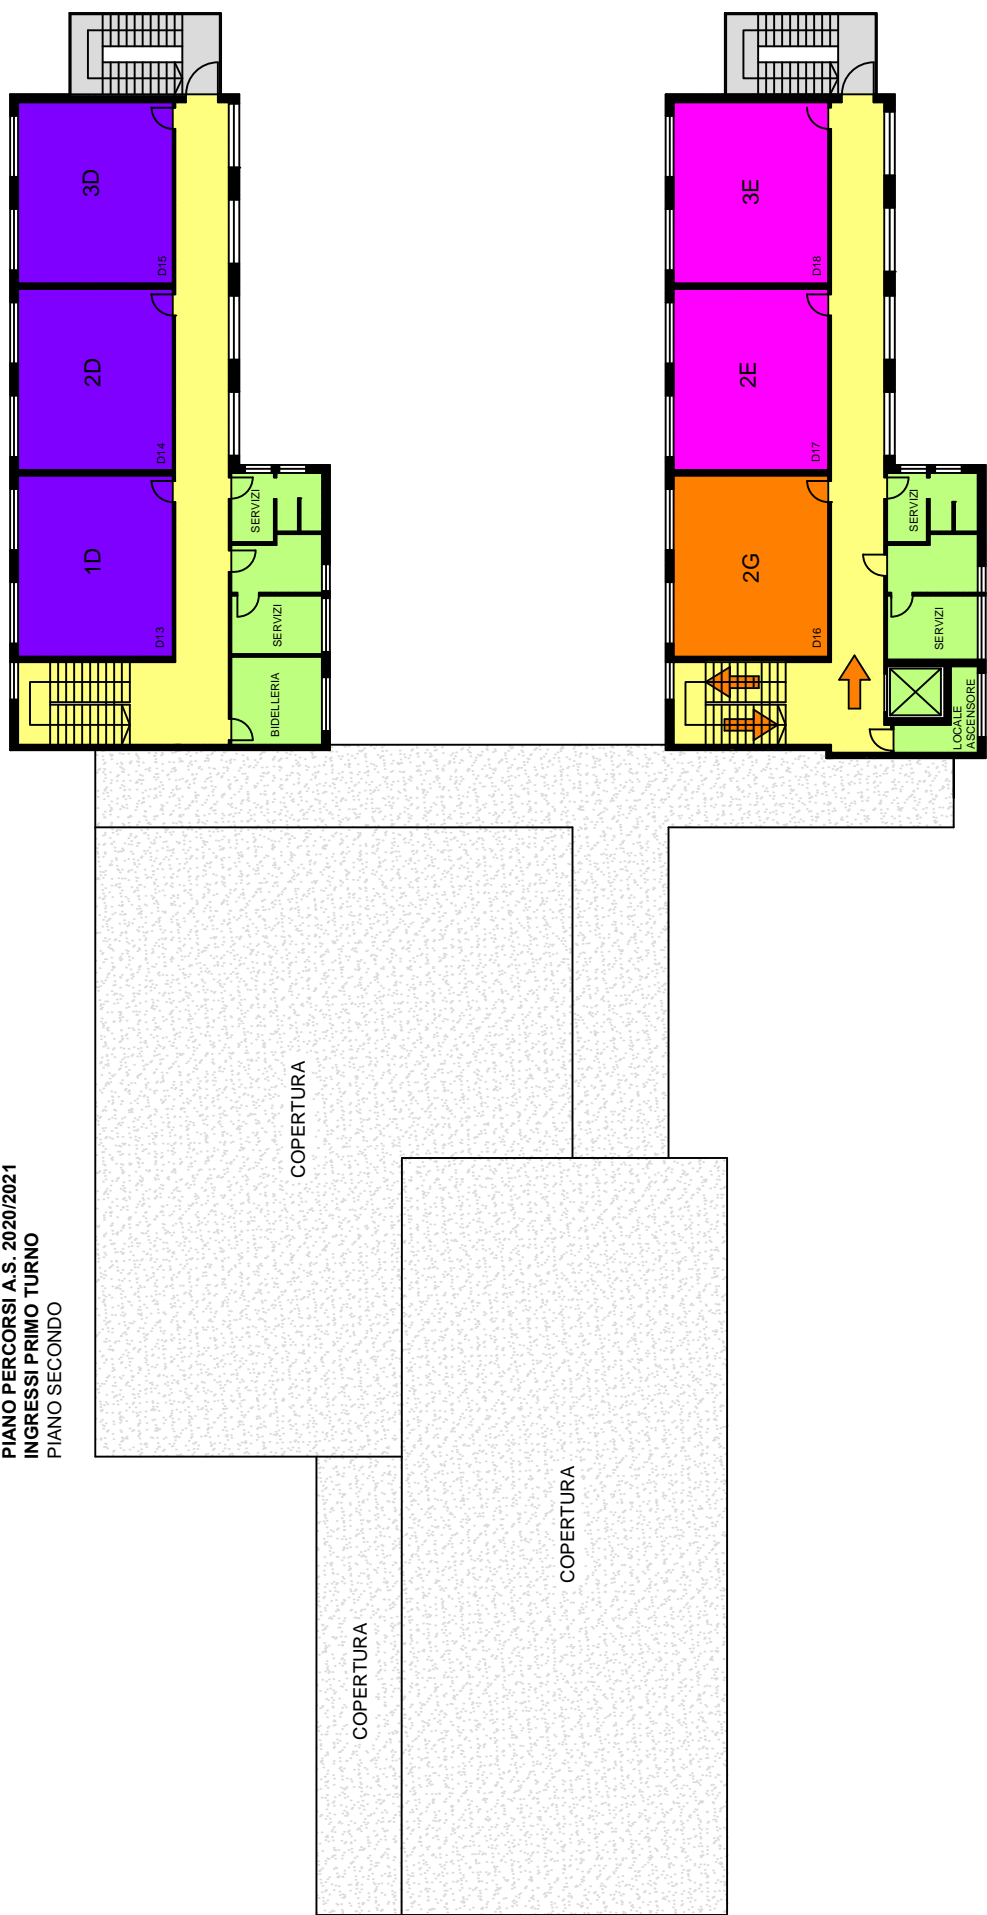 PIANO PERCORSI A.S. 2020/2021
INGRESSI PRIMO TURNO
PIANO SECONDO
3D
D15
2D
D14
1D
D13
SERVIZI
SERVIZI
BIDELLERIA
3E
D18
2E
D17
2G
D16
SERVIZI
SERVIZI
LOCALE
ASCENSORE
COPERTURA
COPERTURA
COPERTURA